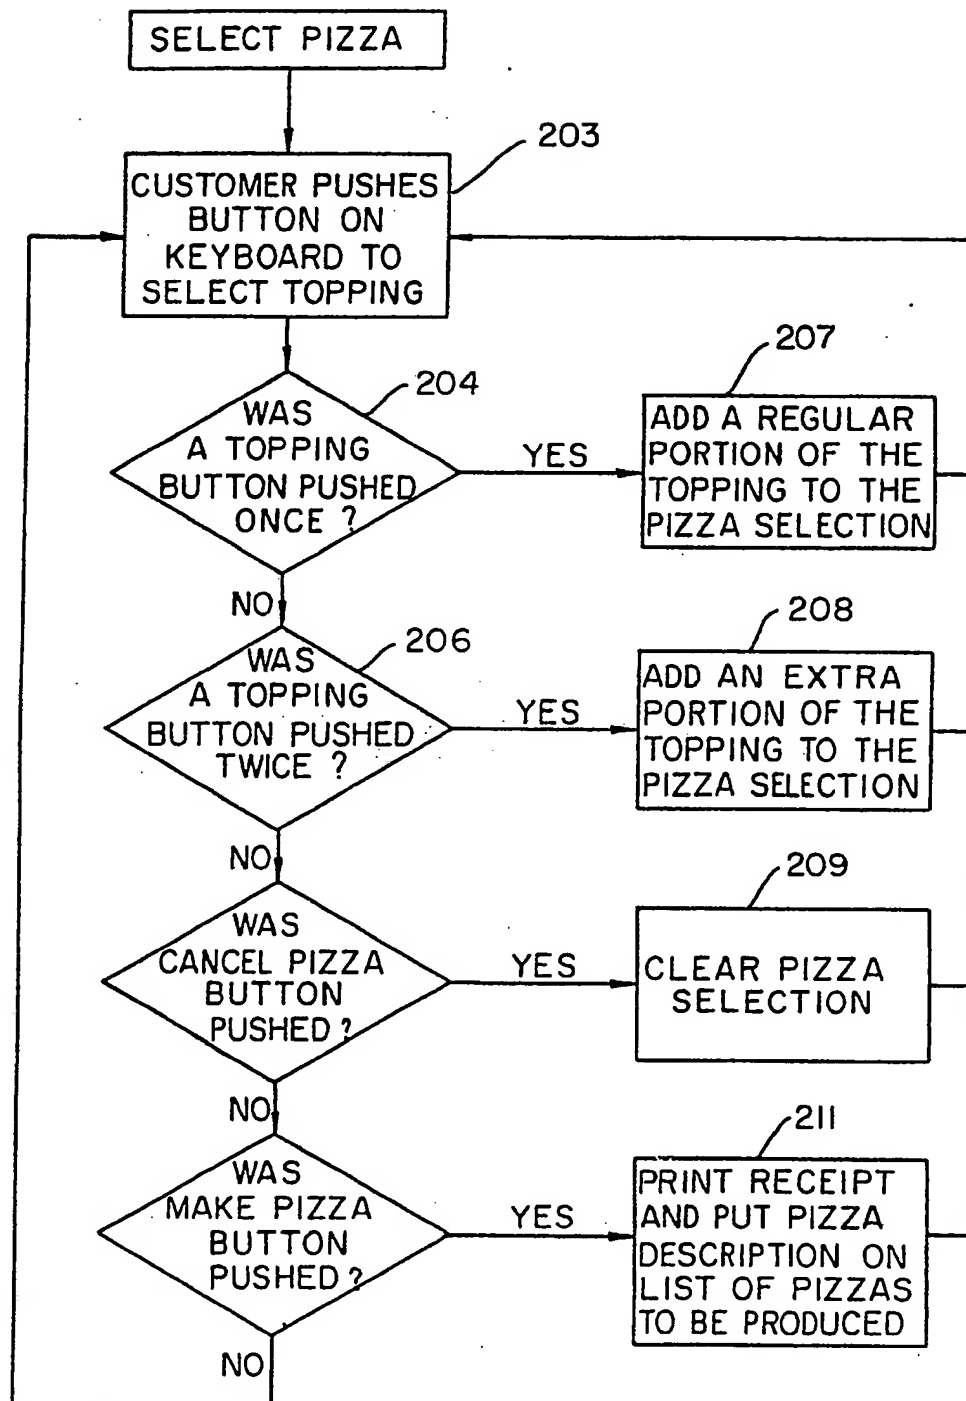 SELECT PIZZA
203
CUSTOMER PUSHES
BUTTON ON
KEYBOARD TO
SELECT TOPPING
204
WAS
A TOPPING
BUTTON PUSHED
ONCE ?
YES
207
ADD A REGULAR
PORTION OF THE
TOPPING TO THE
PIZZA SELECTION
NO
206
WAS
A TOPPING
BUTTON PUSHED
TWICE ?
YES
208
ADD AN EXTRA
PORTION OF THE
TOPPING TO THE
PIZZA SELECTION
NO
WAS
CANCEL PIZZA
BUTTON
PUSHED ?
YES
209
CLEAR PIZZA
SELECTION
NO
WAS
MAKE PIZZA
BUTTON
PUSHED ?
YES
211
PRINT RECEIPT
AND PUT PIZZA
DESCRIPTION ON
LIST OF PIZZAS
TO BE PRODUCED
NO